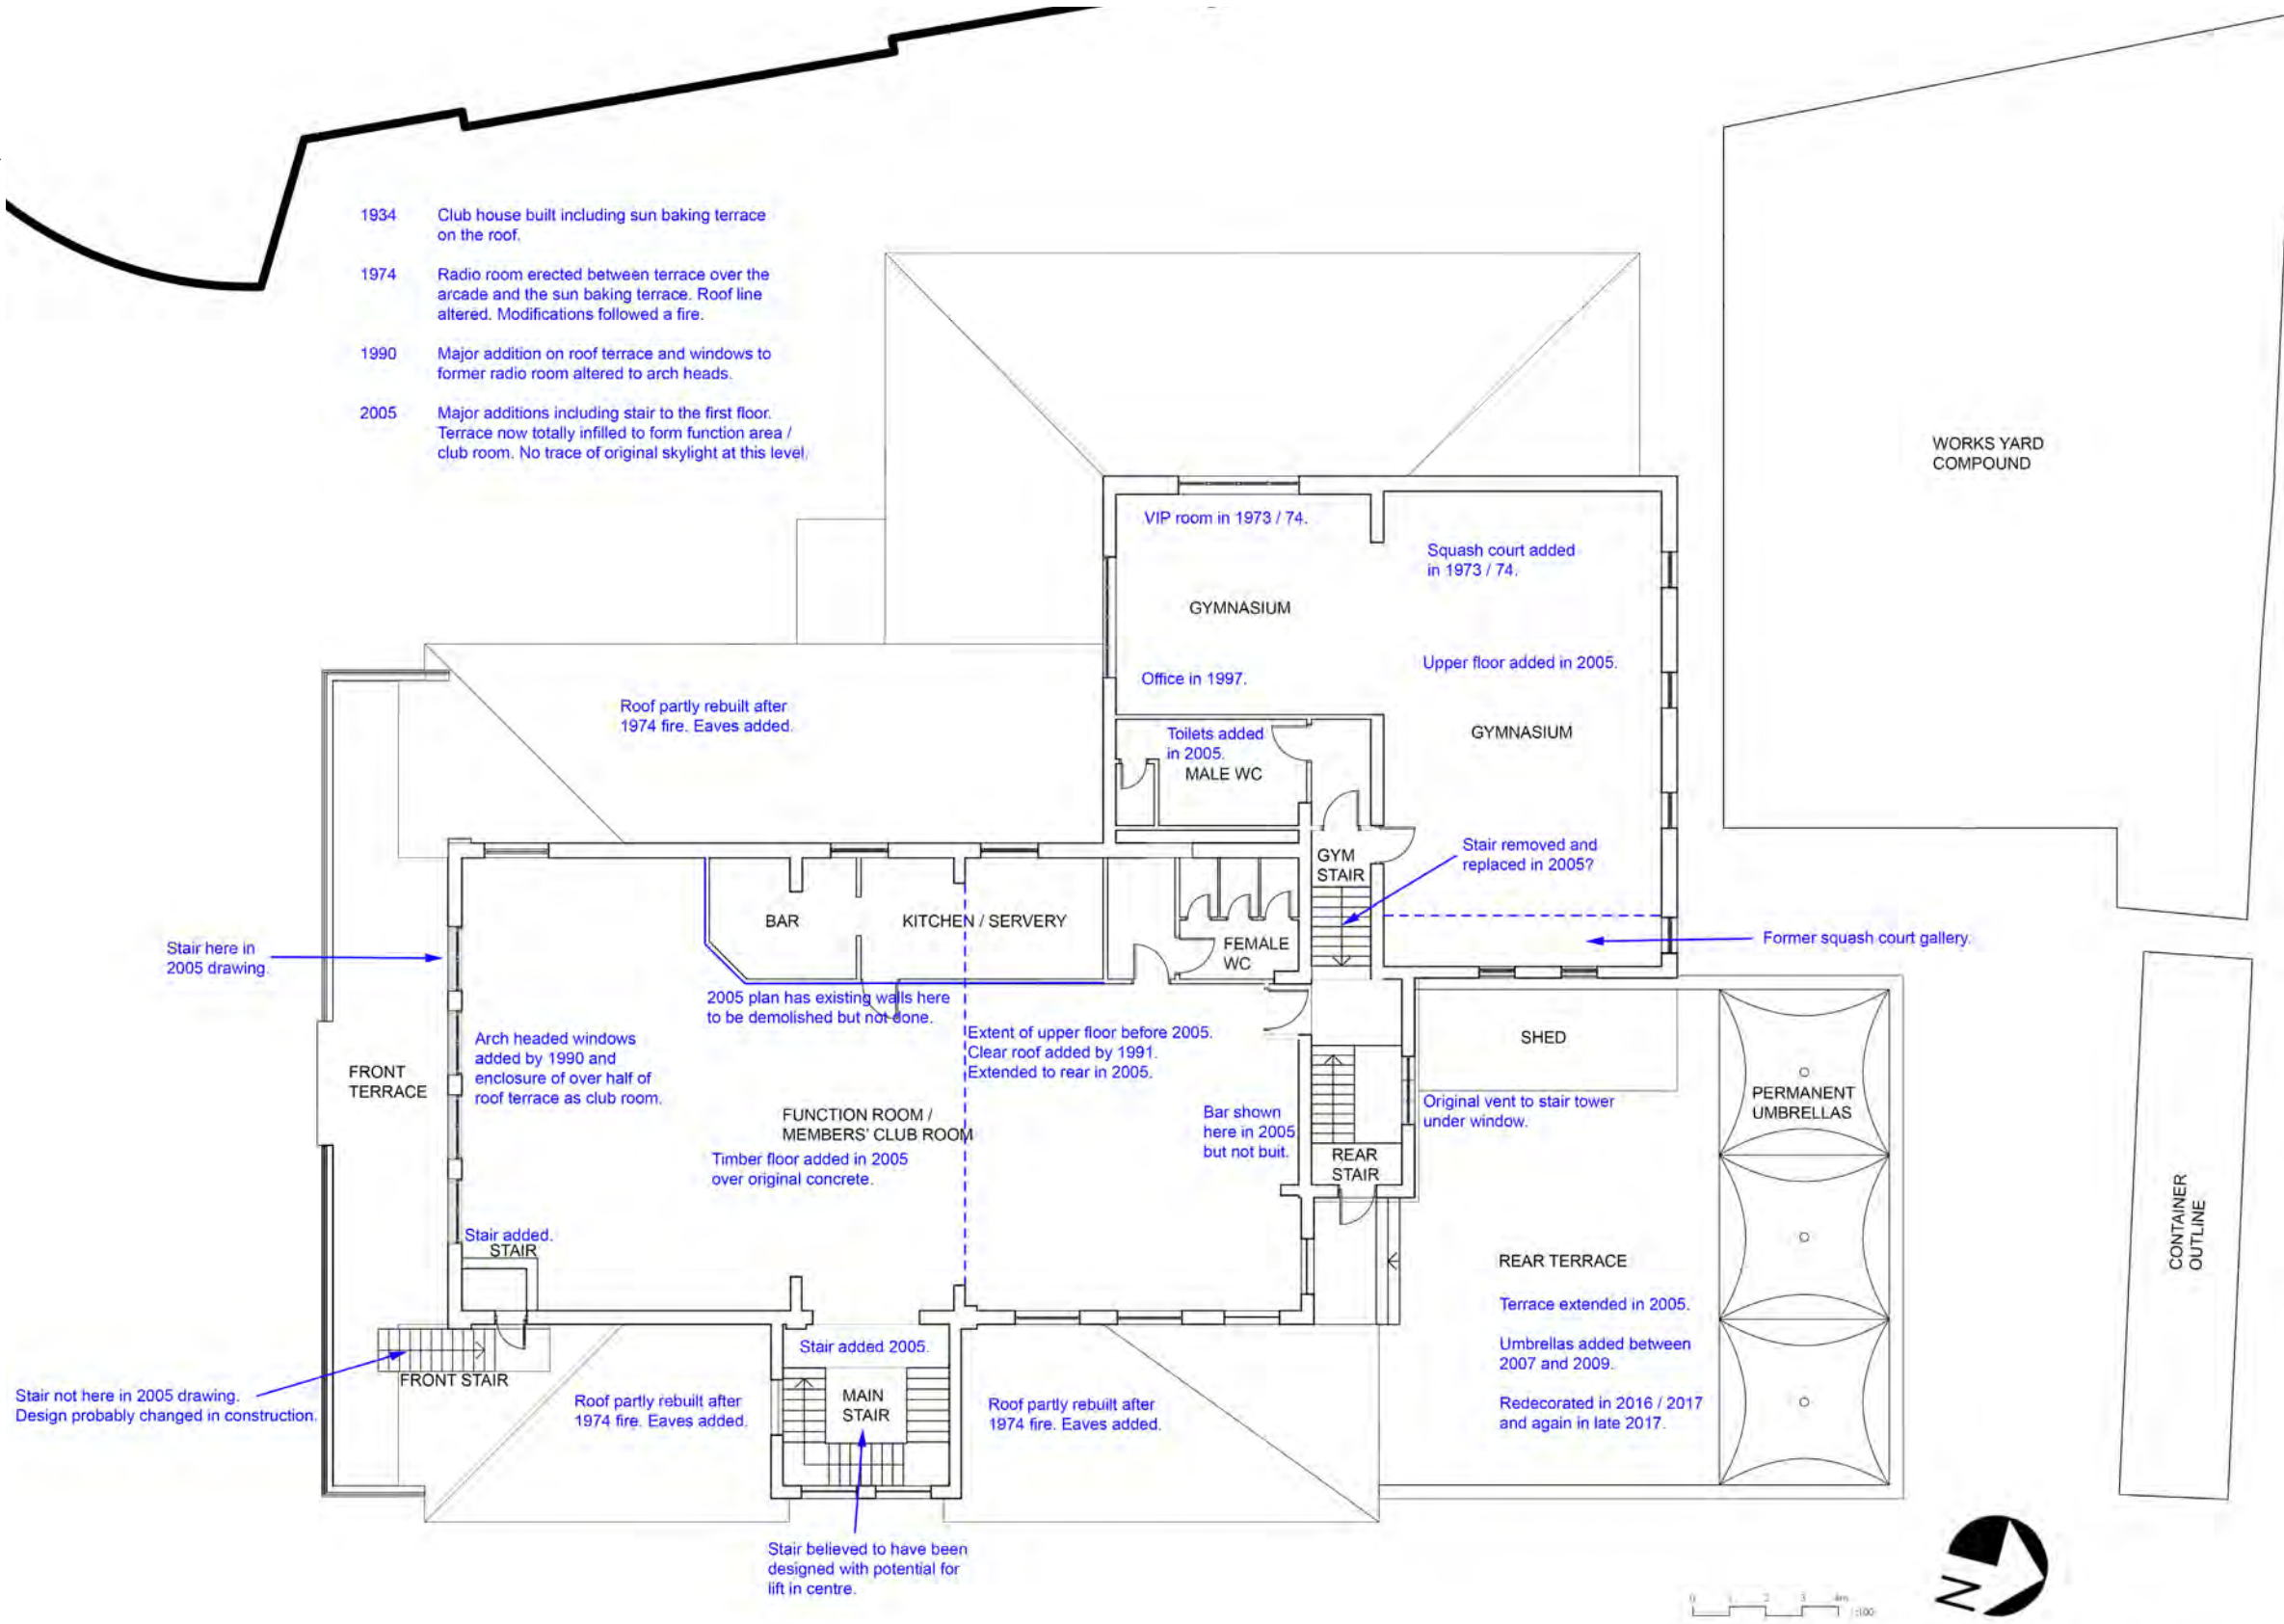 1934 Club house built including sun baking terrace
on the roof.
1974 Radio room erected between terrace over the
arcade and the sun baking terrace. Roof line
altered. Modifications followed a fire.
1990 Major addition on roof terrace and windows to
former radio room altered to arch heads.
2005 Major additions including stair to the first floor.
Terrace now totally infilled to form function area /
club room. No trace of original skylight at this level.
WORKS YARD
COMPOUND
VIP room in 1973 / 74.
Squash court added
in 1973 / 74.
GYMNASIUM
Office in 1997.
Upper floor added in 2005.
GYMNASIUM
Roof partly rebuilt after
1974 fire. Eaves added.
Toilets added
in 2005.
MALE WC
GYM
STAIR
Stair removed and
replaced in 2005?
BAR
KITCHEN / SERVERY
FEMALE
WC
Former squash court gallery.
Stair here in
2005 drawing.
2005 plan has existing walls here
to be demolished but not done.
Arch headed windows
added by 1990 and
enclosure of over half of
roof terrace as club room.
Extent of upper floor before 2005.
Clear roof added by 1991.
Extended to rear in 2005.
SHED
FRONT
TERRACE
FUNCTION ROOM /
MEMBERS' CLUB ROOM
Timber floor added in 2005
over original concrete.
Bar shown
here in 2005
but not buit.
REAR
STAIR
Original vent to stair tower
under window.
PERMANENT
UMBRELLAS
CONTAINER
OUTLINE
Stair added.
STAIR
REAR TERRACE
Terrace extended in 2005.
Umbrellas added between
2007 and 2009.
Redecorated in 2016 / 2017
and again in late 2017.
Stair added 2005.
MAIN
STAIR
FRONT STAIR
Stair not here in 2005 drawing.
Design probably changed in construction.
Roof partly rebuilt after
1974 fire. Eaves added.
Roof partly rebuilt after
1974 fire. Eaves added.
Stair believed to have been
designed with potential for
lift in centre.
N
0 1 2 3 4m
1:100